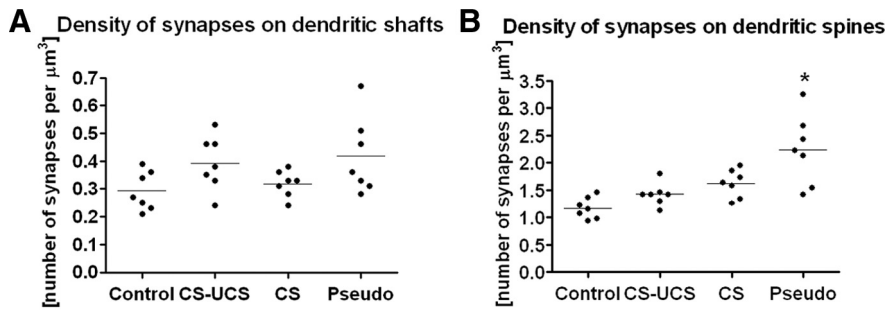 A
Density of synapses on dendritic shafts
[number of synapses per µm³]
0.7
0.6
0.5
0.4
0.3
0.2
0.1
0.0
Control CS-UCS CS Pseudo
B
Density of synapses on dendritic spines
[number of synapses per µm³]
3.5
3.0
2.5
2.0
1.5
1.0
0.5
0.0
*
Control CS-UCS CS Pseudo